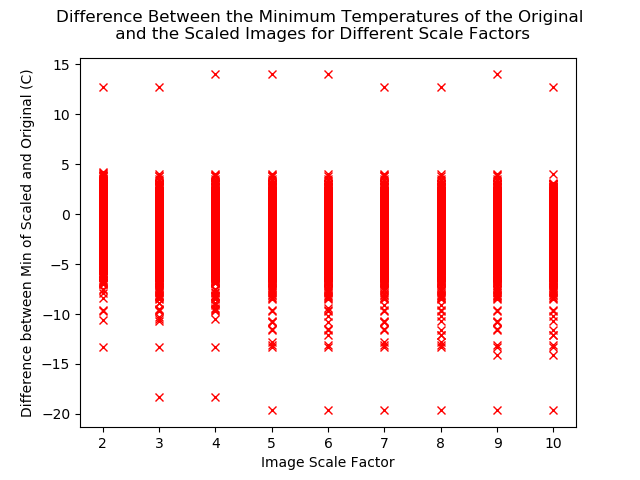 Difference Between the Minimum Temperatures of the Original
and the Scaled Images for Different Scale Factors
Difference between Min of Scaled and Original (C)
15
10
5
0
−5
−10
−15
−20
2 3 4 5 6 7 8 9 10
Image Scale Factor